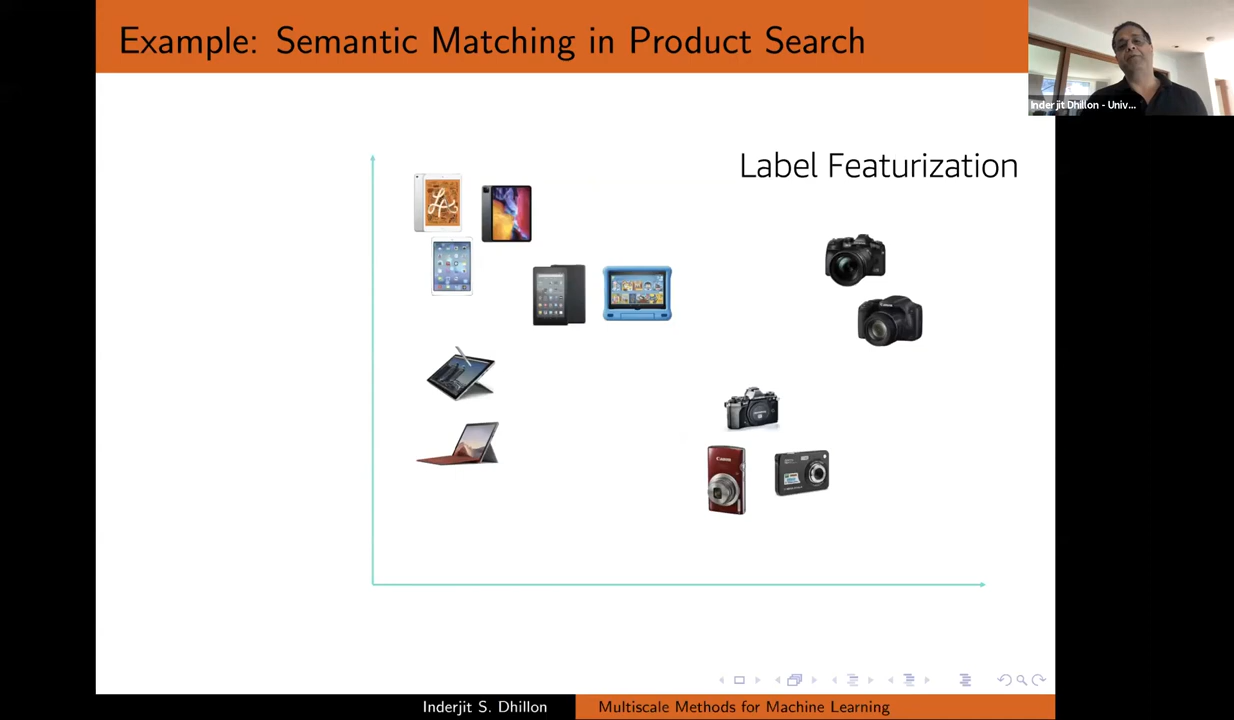 Example: Semantic Matching in Product Search
Inderjit Dhillon - Univ...
Label Featurization
Inderjit S. Dhillon
Multiscale Methods for Machine Learning